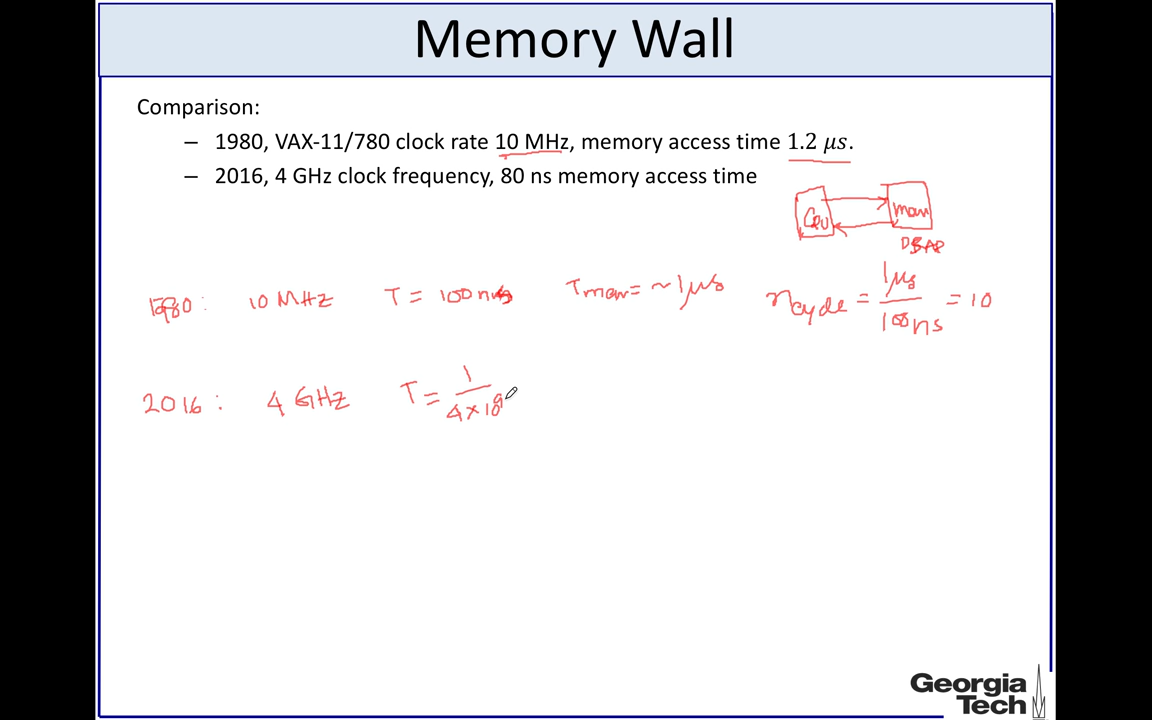 Memory Wall
Comparison:
– 1980, VAX-11/780 clock rate 10 MHz, memory access time 1.2 μs.
– 2016, 4 GHz clock frequency, 80 ns memory access time
CPU
mem
1980 : 10 MHz T = 100 ns Tmem = ~1μs ncycle = 1μs / 100ns = 10
2016 : 4 GHz T = 1 / 4×10⁹
Georgia
Tech